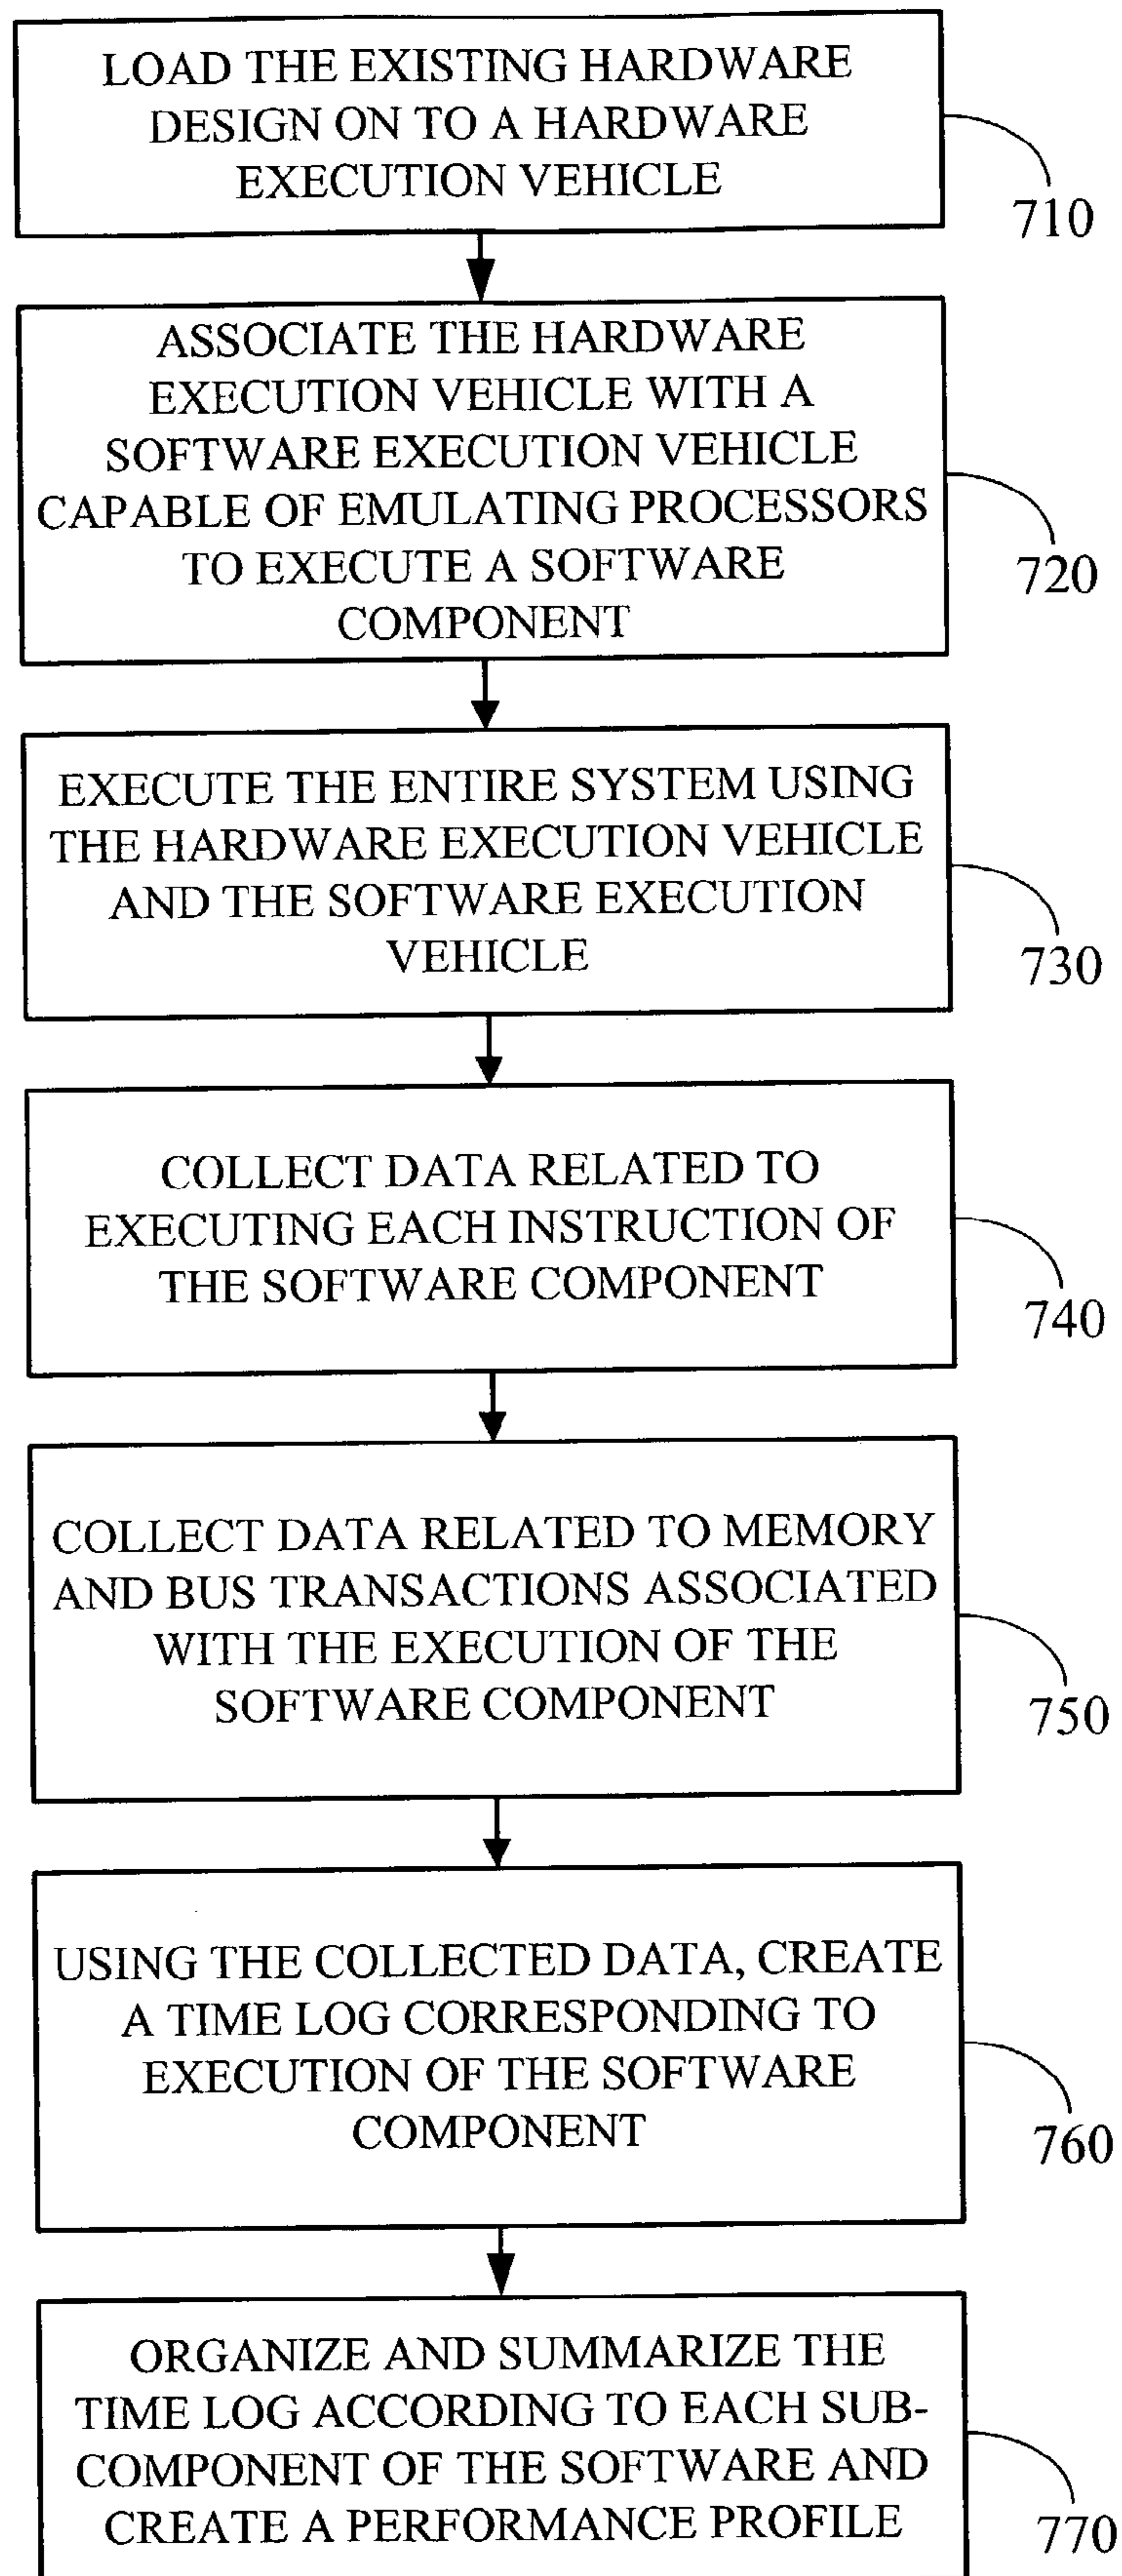 LOAD THE EXISTING HARDWARE
DESIGN ON TO A HARDWARE
EXECUTION VEHICLE
710
ASSOCIATE THE HARDWARE
EXECUTION VEHICLE WITH A
SOFTWARE EXECUTION VEHICLE
CAPABLE OF EMULATING PROCESSORS
TO EXECUTE A SOFTWARE
COMPONENT
720
EXECUTE THE ENTIRE SYSTEM USING
THE HARDWARE EXECUTION VEHICLE
AND THE SOFTWARE EXECUTION
VEHICLE
730
COLLECT DATA RELATED TO
EXECUTING EACH INSTRUCTION OF
THE SOFTWARE COMPONENT
740
COLLECT DATA RELATED TO MEMORY
AND BUS TRANSACTIONS ASSOCIATED
WITH THE EXECUTION OF THE
SOFTWARE COMPONENT
750
USING THE COLLECTED DATA, CREATE
A TIME LOG CORRESPONDING TO
EXECUTION OF THE SOFTWARE
COMPONENT
760
ORGANIZE AND SUMMARIZE THE
TIME LOG ACCORDING TO EACH SUB-
COMPONENT OF THE SOFTWARE AND
CREATE A PERFORMANCE PROFILE
770